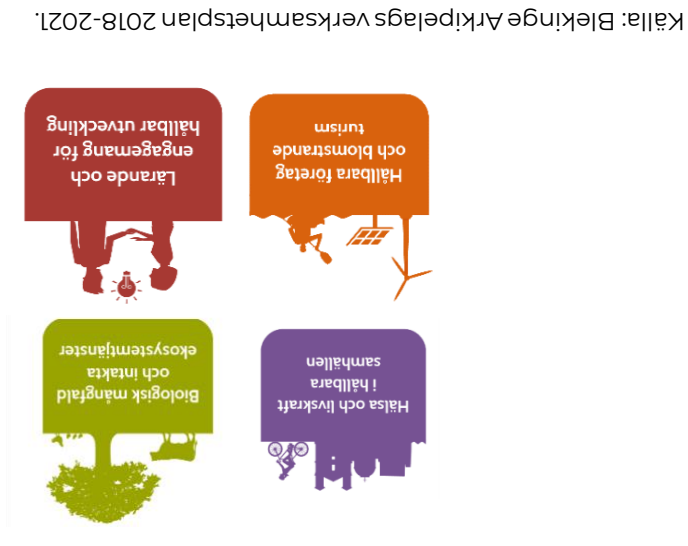 Hälsa och livskraft
i hållbara
samhällen
Biologisk mångfald
och intakta
ekosystemtjänster
Hållbara företag
och blomstrande
turism
Lärande och
engagemang för
hållbar utveckling
Källa: Blekinge Arkipelags verksamhetsplan 2018-2021.